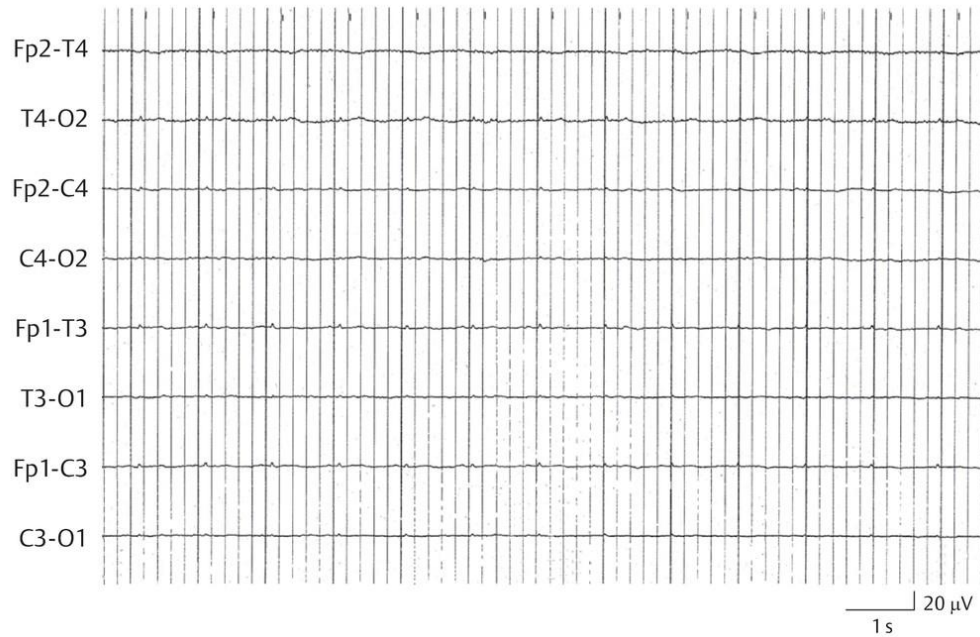 Fp2-T4
T4-O2
Fp2-C4
C4-O2
Fp1-T3
T3-O1
Fp1-C3
C3-O1
20 µV
1 s